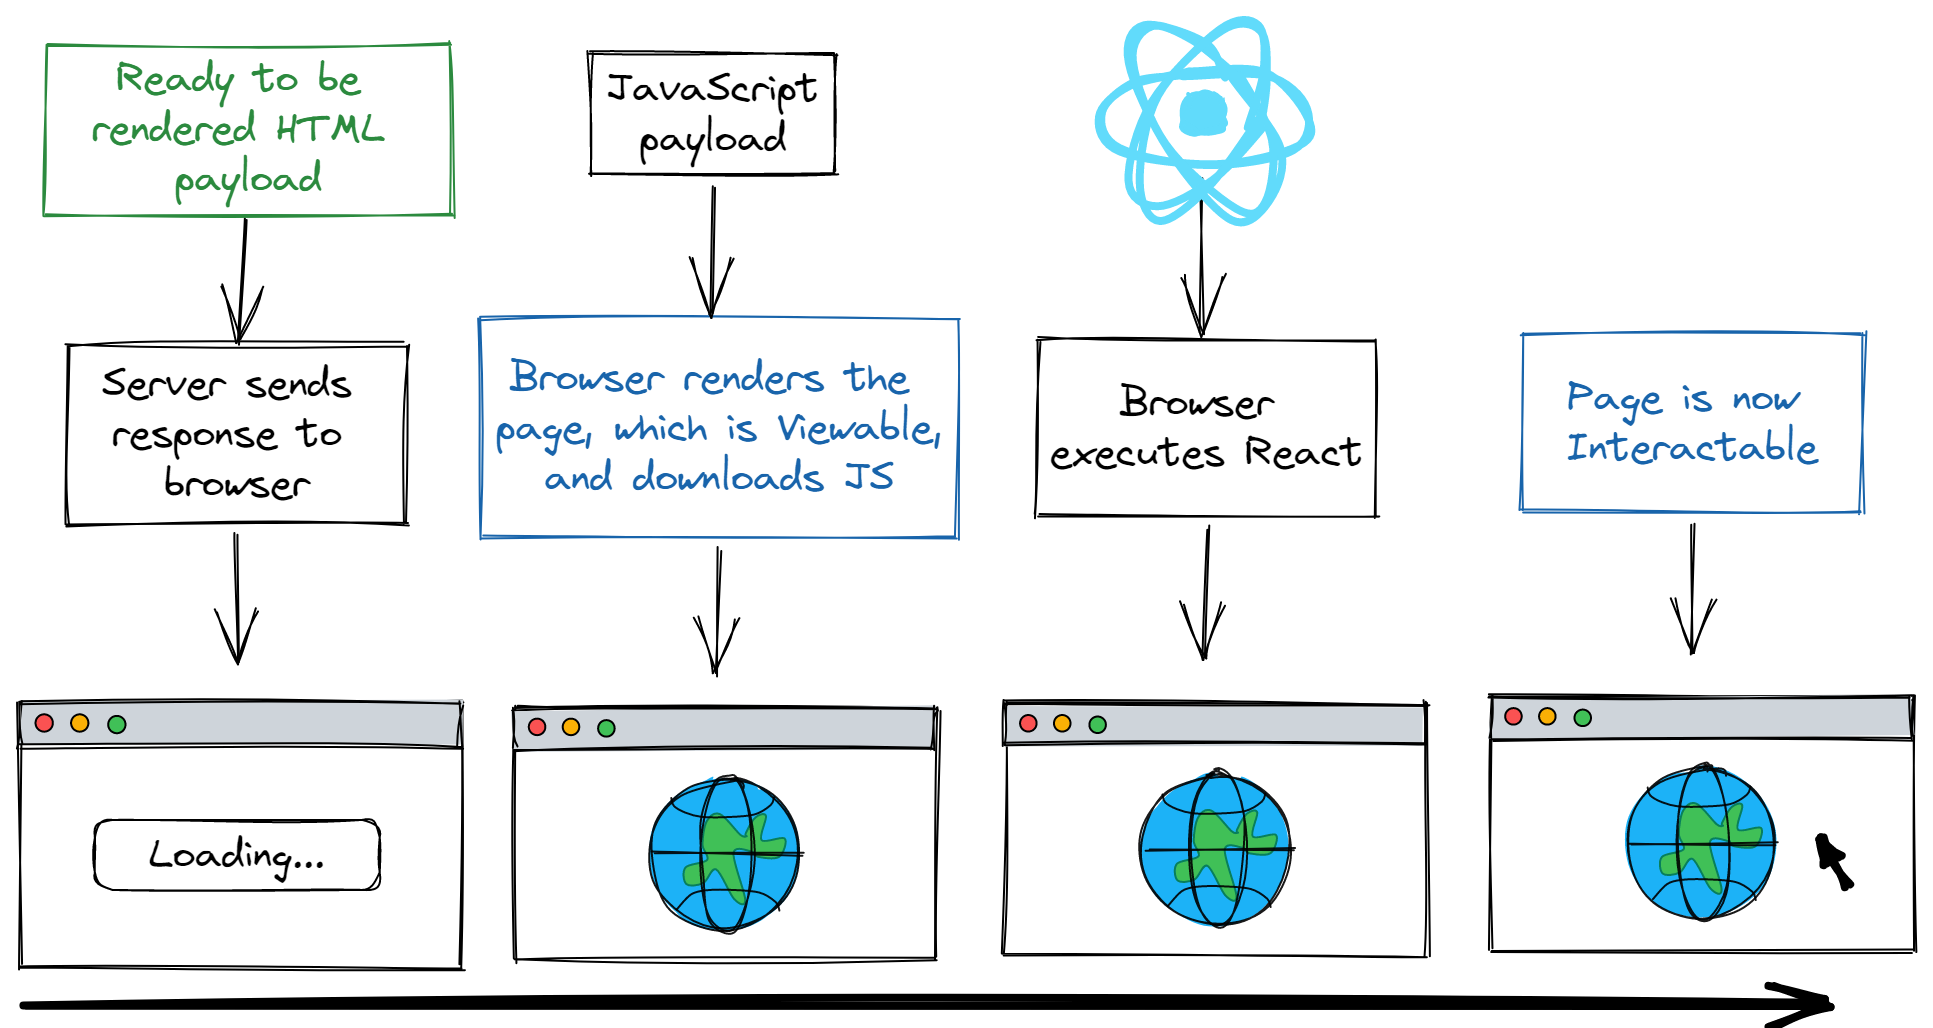 Ready to be
rendered HTML
payload
JavaScript
payload
Server sends
response to
browser
Browser renders the
page, which is Viewable,
and downloads JS
Browser
executes React
Page is now
Interactable
Loading...